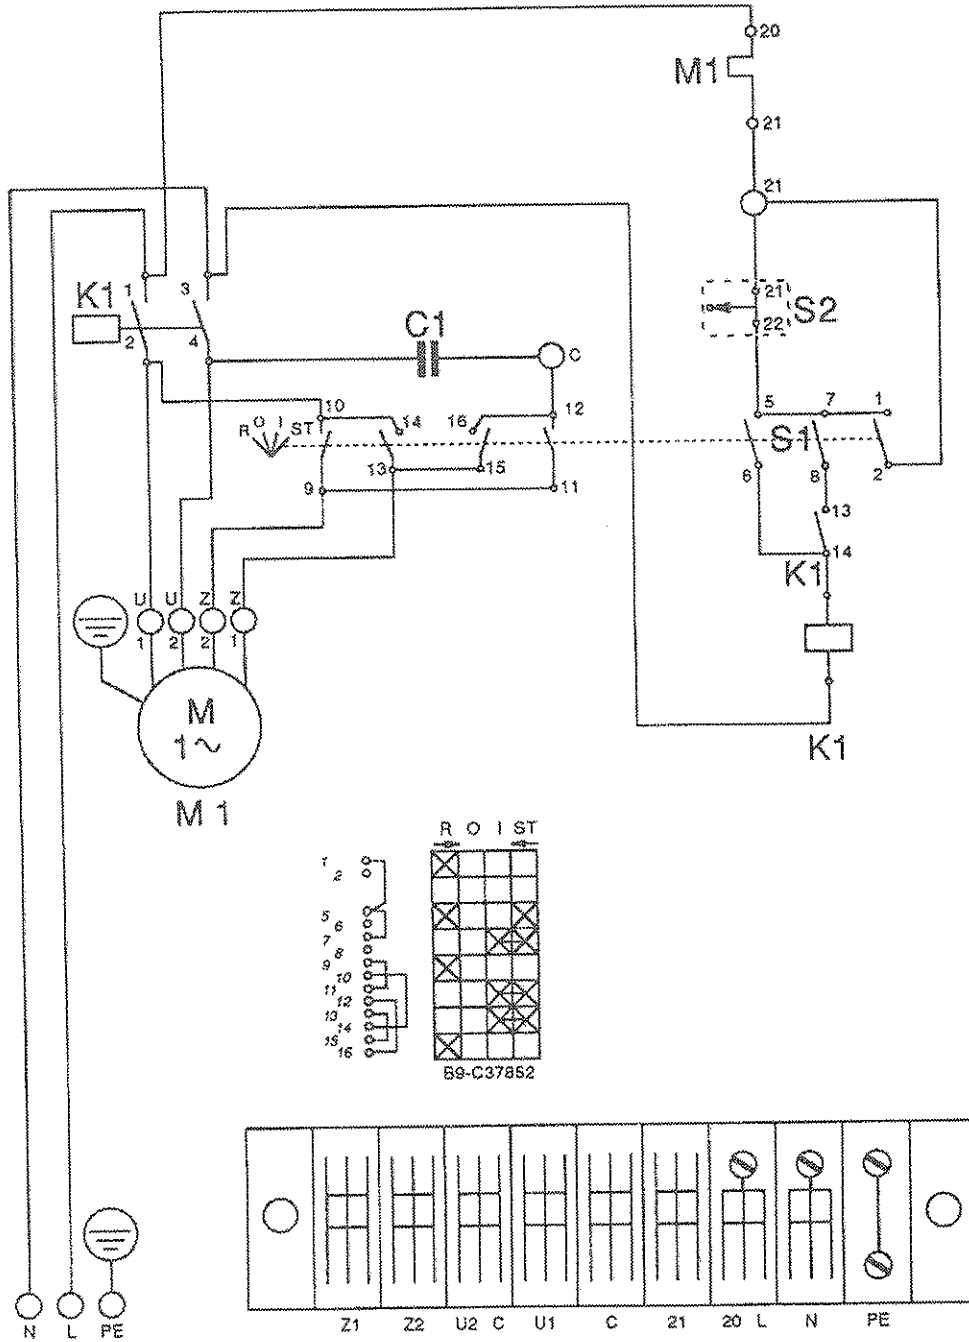 20
M1
21
21
K1
1
3
2
4
C1
C
21
22
S2
10
R O I ST
14
16
12
13
15
9
11
5
7
1
S1
6
8
2
13
14
K1
K1
U U Z Z
1 2 2 1
M
1~
M 1
R O I ST
1
2
5
6
7
8
9
10
11
12
13
14
15
16
B9-C37852
N L PE
Z1 Z2 U2 C U1 C 21 20 L N PE